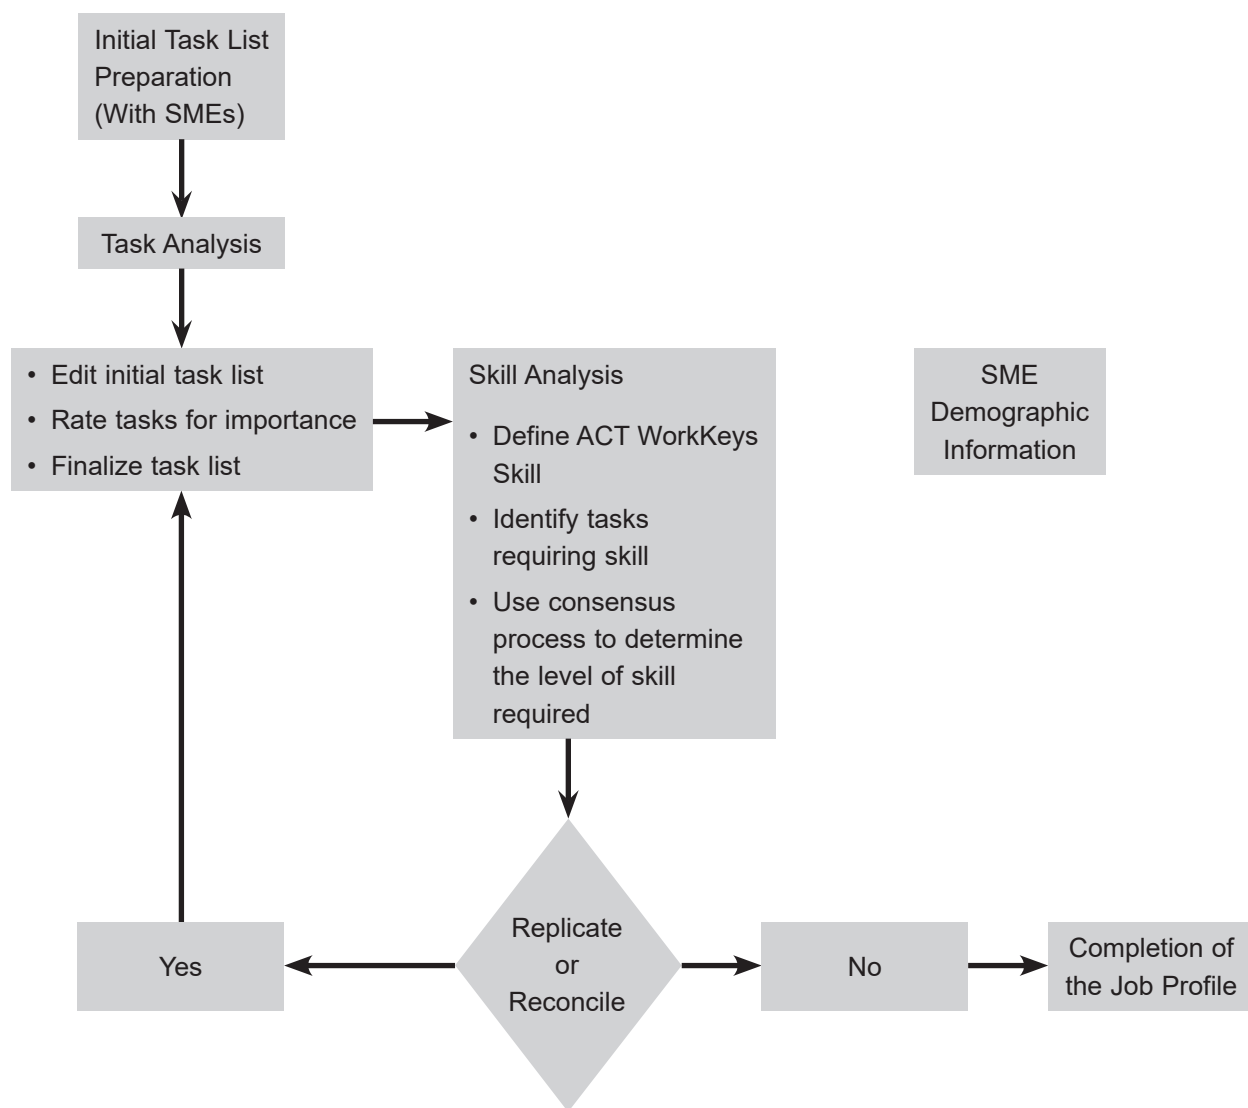 Initial Task List
Preparation
(With SMEs)
Task Analysis
• Edit initial task list
• Rate tasks for importance
• Finalize task list
Skill Analysis
• Define ACT WorkKeys
Skill
• Identify tasks
requiring skill
• Use consensus
process to determine
the level of skill
required
SME
Demographic
Information
Replicate
or
Reconcile
Yes
No
Completion of
the Job Profile